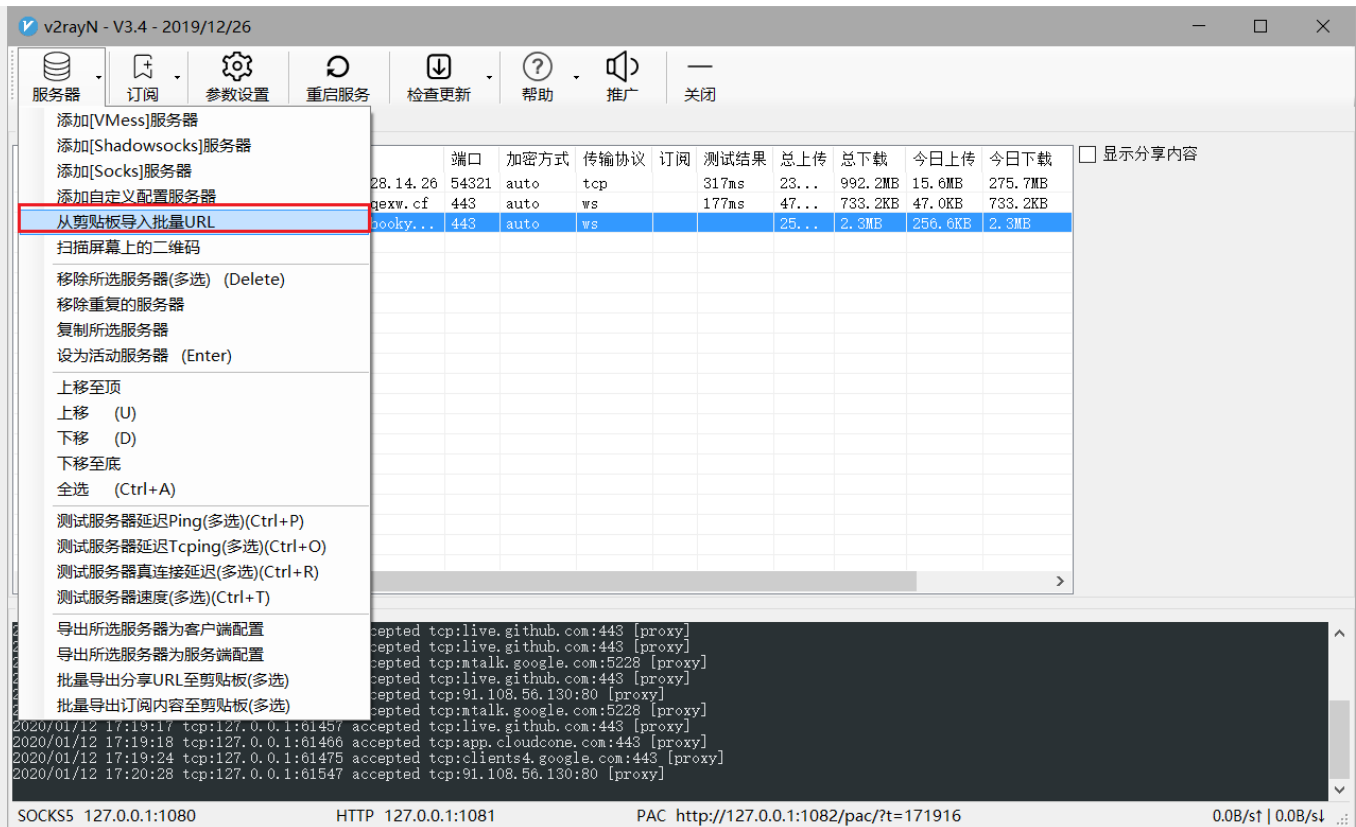 v2rayN - V3.4 - 2019/12/26
服务器 订阅 参数设置 重启服务 检查更新 帮助 推广 关闭
添加[VMess]服务器
添加[Shadowsocks]服务器
添加[Socks]服务器
添加自定义配置服务器
从剪贴板导入批量URL
扫描屏幕上的二维码
移除所选服务器(多选) (Delete)
移除重复的服务器
复制所选服务器
设为活动服务器 (Enter)
上移至顶
上移 (U)
下移 (D)
下移至底
全选 (Ctrl+A)
测试服务器延迟Ping(多选)(Ctrl+P)
测试服务器延迟Tcping(多选)(Ctrl+O)
测试服务器真连接延迟(多选)(Ctrl+R)
测试服务器速度(多选)(Ctrl+T)
导出所选服务器为客户端配置
导出所选服务器为服务端配置
批量导出分享URL至剪贴板(多选)
批量导出订阅内容至剪贴板(多选)
端口 加密方式 传输协议 订阅 测试结果 总上传 总下载 今日上传 今日下载
28.14.26 54321 auto tcp 317ms 23... 992.2MB 15.6MB 275.7MB
qexw.cf 443 auto ws 177ms 47... 733.2KB 47.0KB 733.2KB
booky... 443 auto ws 25... 2.3MB 256.6KB 2.3MB
显示分享内容
cepted tcp:live.github.com:443 [proxy]
cepted tcp:live.github.com:443 [proxy]
cepted tcp:mtalk.google.com:5228 [proxy]
cepted tcp:live.github.com:443 [proxy]
cepted tcp:91.108.56.130:80 [proxy]
cepted tcp:mtalk.google.com:5228 [proxy]
2020/01/12 17:19:17 tcp:127.0.0.1:61457 accepted tcp:live.github.com:443 [proxy]
2020/01/12 17:19:18 tcp:127.0.0.1:61466 accepted tcp:app.cloudcone.com:443 [proxy]
2020/01/12 17:19:24 tcp:127.0.0.1:61475 accepted tcp:clients4.google.com:443 [proxy]
2020/01/12 17:20:28 tcp:127.0.0.1:61547 accepted tcp:91.108.56.130:80 [proxy]
SOCKS5 127.0.0.1:1080 HTTP 127.0.0.1:1081 PAC http://127.0.0.1:1082/pac/?t=171916 0.0B/s↑ | 0.0B/s↓